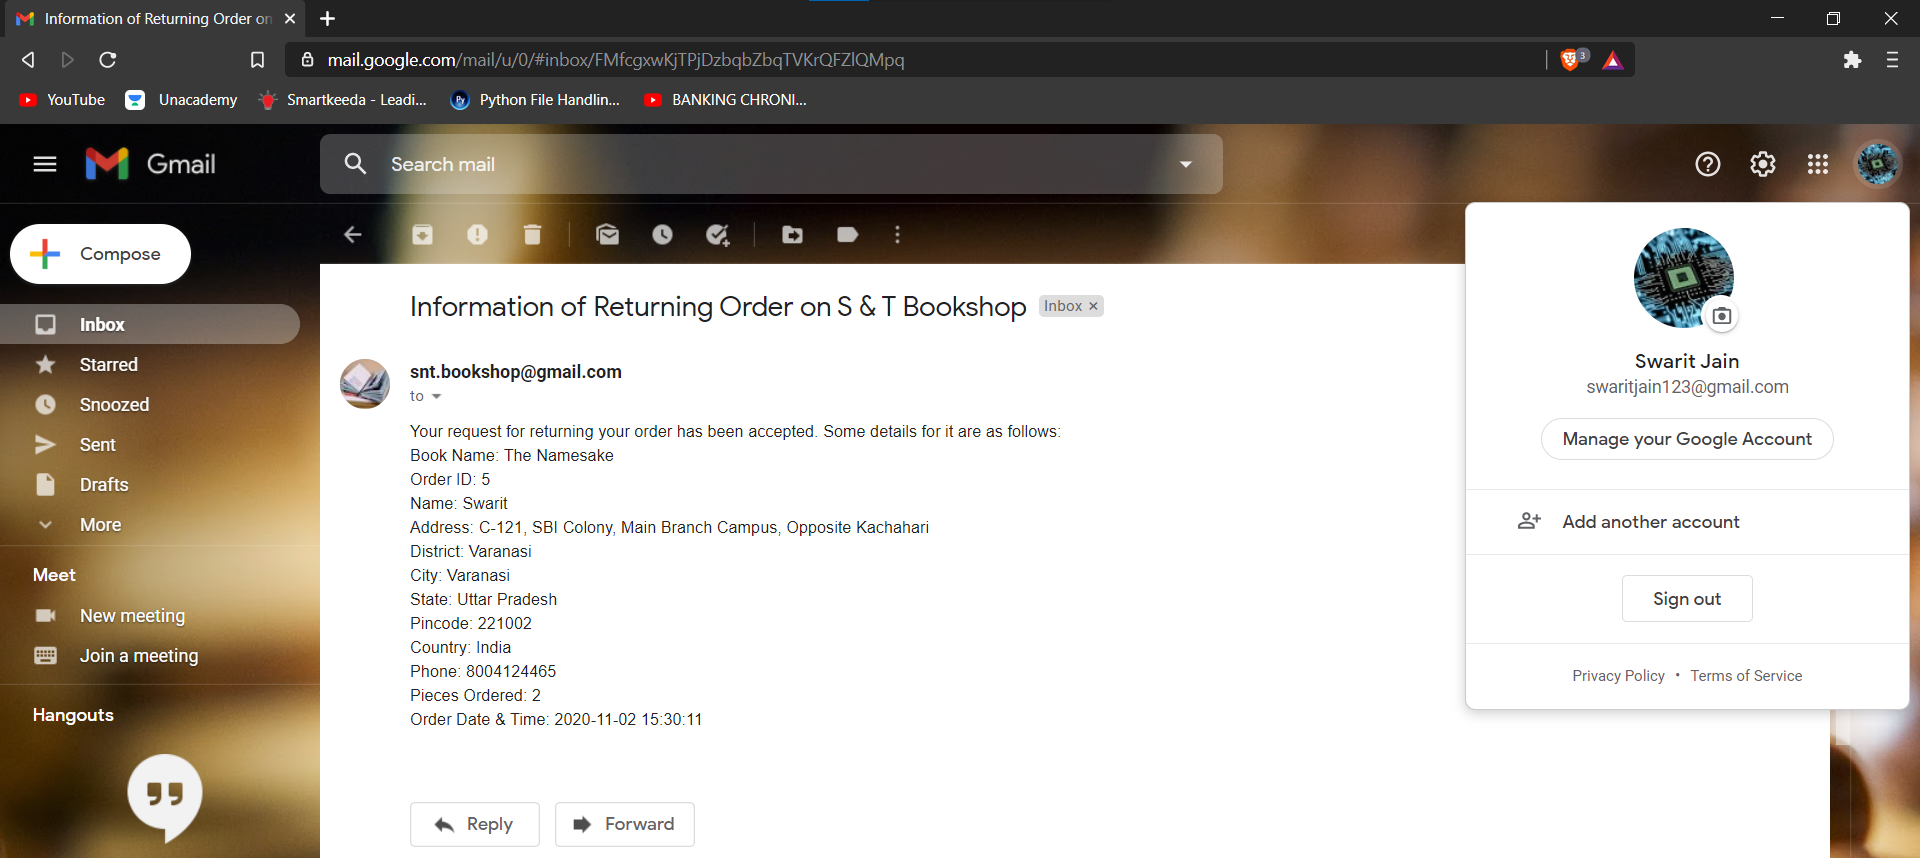 Information of Returning Order on
mail.google.com/mail/u/0/#inbox/FMfcgxwKjTPjDzbqbZbqTVKrQFZlQMpq
3
YouTube
Unacademy
Smartkeeda - Leadi...
Python File Handlin...
BANKING CHRONI...
Gmail
Search mail
Compose
Inbox
Starred
Snoozed
Sent
Drafts
More
Meet
New meeting
Join a meeting
Hangouts
Information of Returning Order on S & T Bookshop
Inbox ×
snt.bookshop@gmail.com
to
Your request for returning your order has been accepted. Some details for it are as follows:
Book Name: The Namesake
Order ID: 5
Name: Swarit
Address: C-121, SBI Colony, Main Branch Campus, Opposite Kachahari
District: Varanasi
City: Varanasi
State: Uttar Pradesh
Pincode: 221002
Country: India
Phone: 8004124465
Pieces Ordered: 2
Order Date & Time: 2020-11-02 15:30:11
Reply
Forward
Swarit Jain
swaritjain123@gmail.com
Manage your Google Account
Add another account
Sign out
Privacy Policy • Terms of Service